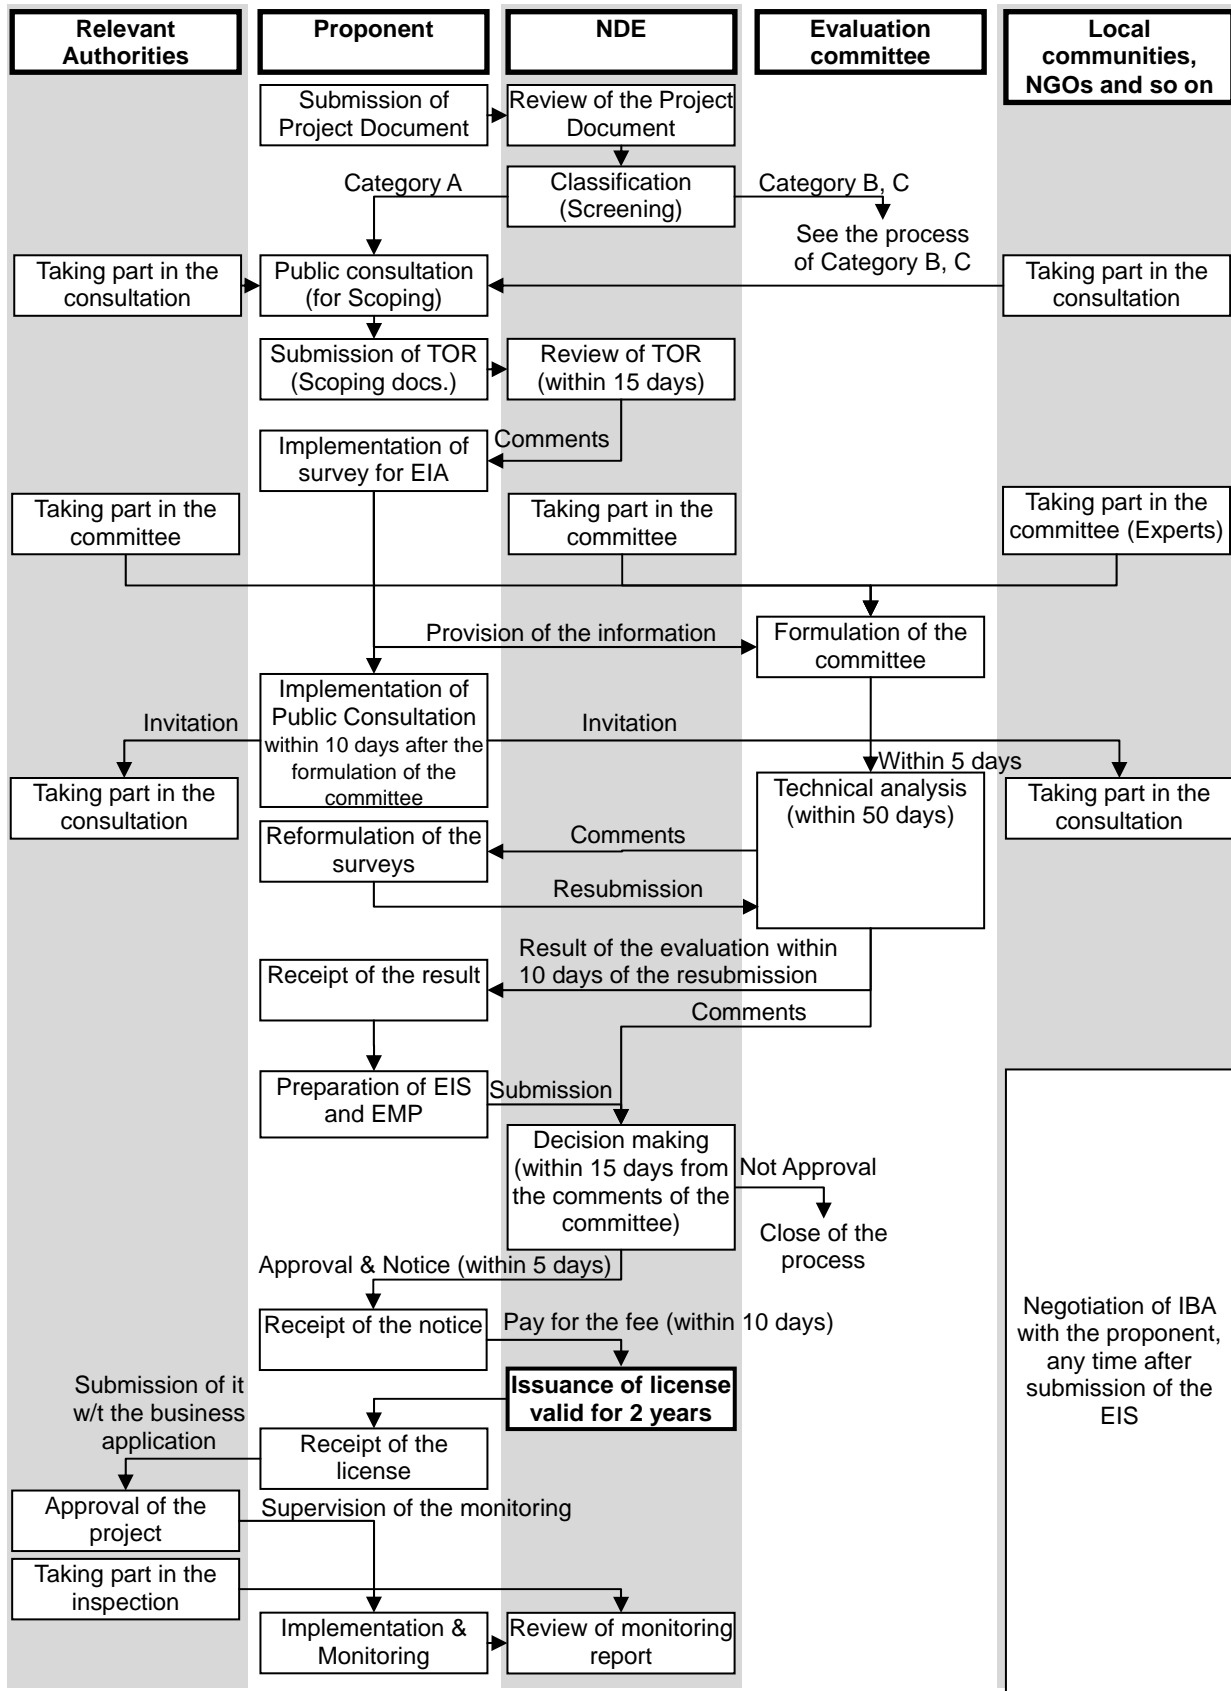 Relevant
Authorities
Proponent
NDE
Evaluation
committee
Local
communities,
NGOs and so on
Submission of
Project Document
Review of the Project
Document
Category A
Classification
(Screening)
Category B, C
See the process
of Category B, C
Taking part in the
consultation
Public consultation
(for Scoping)
Taking part in the
consultation
Submission of TOR
(Scoping docs.)
Review of TOR
(within 15 days)
Comments
Implementation of
survey for EIA
Taking part in the
committee
Taking part in the
committee
Taking part in the
committee (Experts)
Provision of the information
Formulation of the
committee
Invitation
Implementation of
Public Consultation
within 10 days after the
formulation of the
committee
Invitation
Within 5 days
Taking part in the
consultation
Technical analysis
(within 50 days)
Taking part in the
consultation
Reformulation of the
surveys
Comments
Resubmission
Result of the evaluation within
10 days of the resubmission
Receipt of the result
Comments
Preparation of EIS
and EMP
Submission
Decision making
(within 15 days from
the comments of the
committee)
Not Approval
Close of the
process
Approval & Notice (within 5 days)
Receipt of the notice
Pay for the fee (within 10 days)
Issuance of license
valid for 2 years
Submission of it
w/t the business
application
Receipt of the
license
Approval of the
project
Supervision of the monitoring
Taking part in the
inspection
Implementation &
Monitoring
Review of monitoring
report
Negotiation of IBA
with the proponent,
any time after
submission of the
EIS